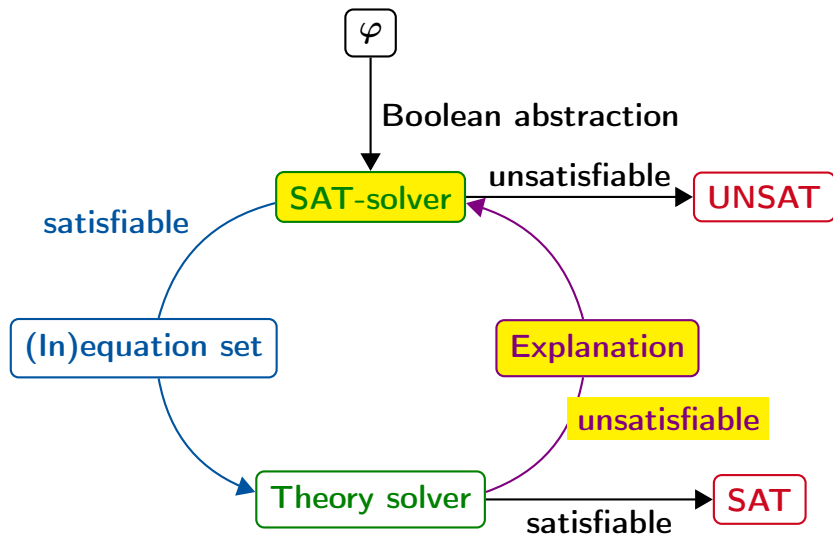 φ
Boolean abstraction
SAT-solver
unsatisfiable
UNSAT
satisfiable
(In)equation set
Explanation
unsatisfiable
Theory solver
satisfiable
SAT